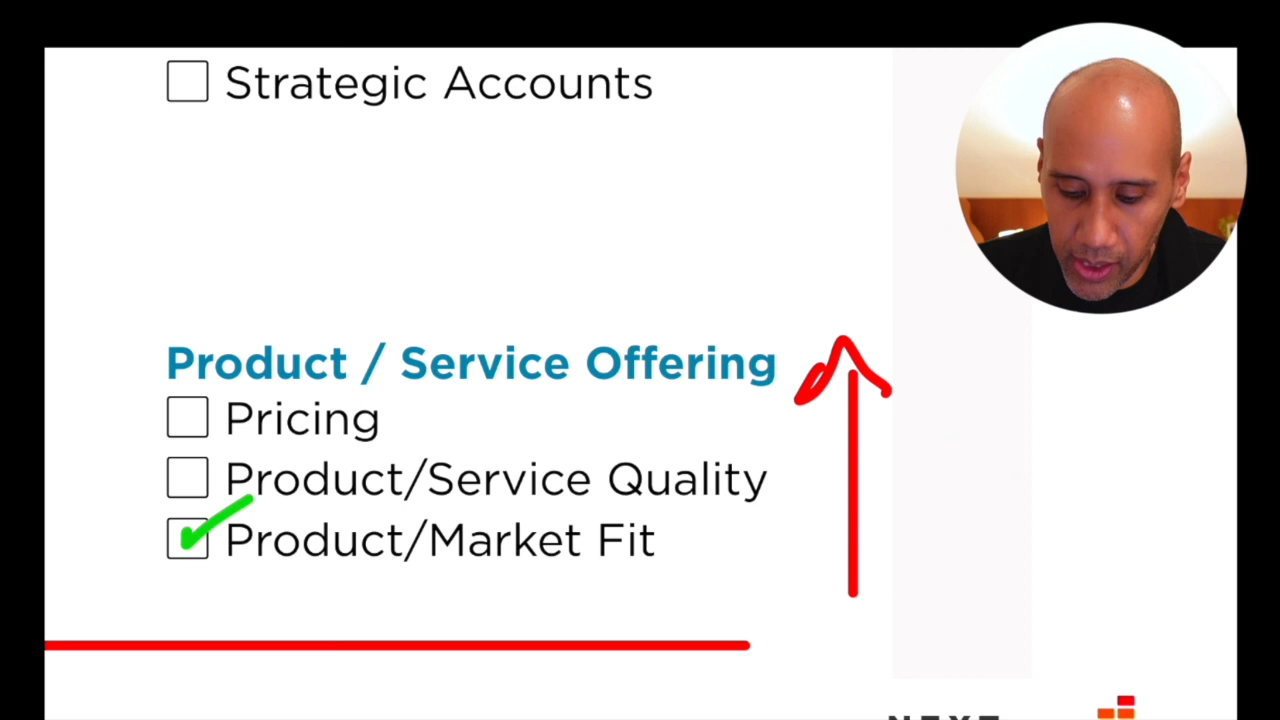 Strategic Accounts
Product / Service Offering
Pricing
Product/Service Quality
Product/Market Fit